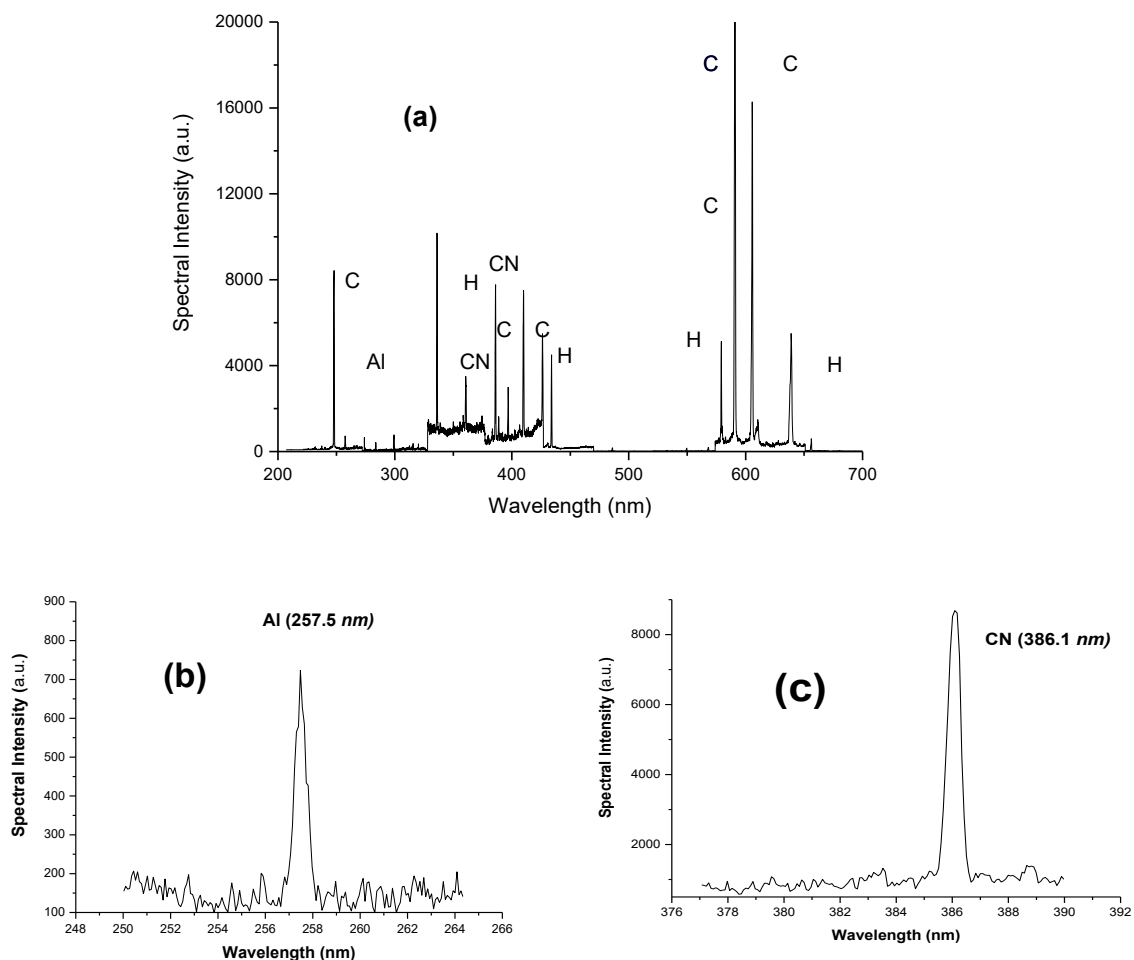 20000
16000
12000
8000
4000
0
Spectral Intensity (a.u.)
(a)
C
C
C
CN
H
C
C
C
H
Al
CN
H
H
200
300
400
500
600
700
Wavelength (nm)
900
800
700
600
500
400
300
200
100
Spectral Intensity (a.u.)
Al (257.5 nm)
(b)
248
250
252
254
256
258
260
262
264
266
Wavelength (nm)
8000
6000
4000
2000
Spectral Intensity (a.u.)
CN (386.1 nm)
(c)
376
378
380
382
384
386
388
390
392
Wavelength (nm)